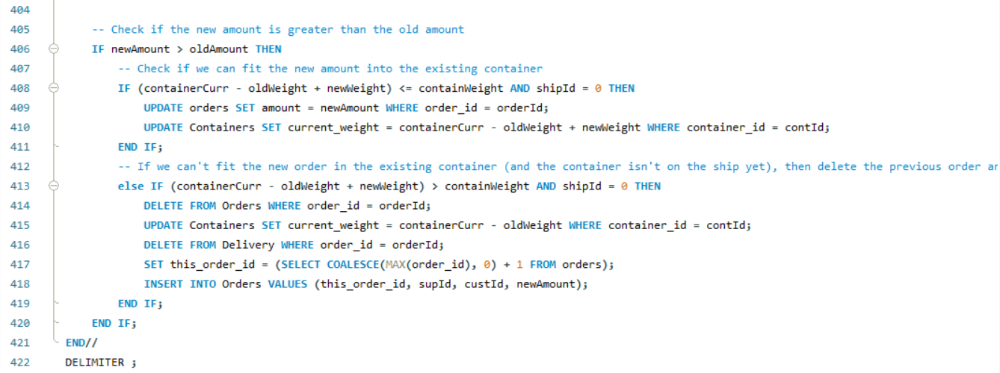 404
405 -- Check if the new amount is greater than the old amount
406 IF newAmount > oldAmount THEN
407 -- Check if we can fit the new amount into the existing container
408 IF (containerCurr - oldWeight + newWeight) <= containWeight AND shipId = 0 THEN
409 UPDATE orders SET amount = newAmount WHERE order_id = orderId;
410 UPDATE Containers SET current_weight = containerCurr - oldWeight + newWeight WHERE container_id = contId;
411 END IF;
412 -- If we can't fit the new order in the existing container (and the container isn't on the ship yet), then delete the previous order ar
413 else IF (containerCurr - oldWeight + newWeight) > containWeight AND shipId = 0 THEN
414 DELETE FROM Orders WHERE order_id = orderId;
415 UPDATE Containers SET current_weight = containerCurr - oldWeight WHERE container_id = contId;
416 DELETE FROM Delivery WHERE order_id = orderId;
417 SET this_order_id = (SELECT COALESCE(MAX(order_id), 0) + 1 FROM orders);
418 INSERT INTO Orders VALUES (this_order_id, supId, custId, newAmount);
419 END IF;
420 END IF;
421 END//
422 DELIMITER ;